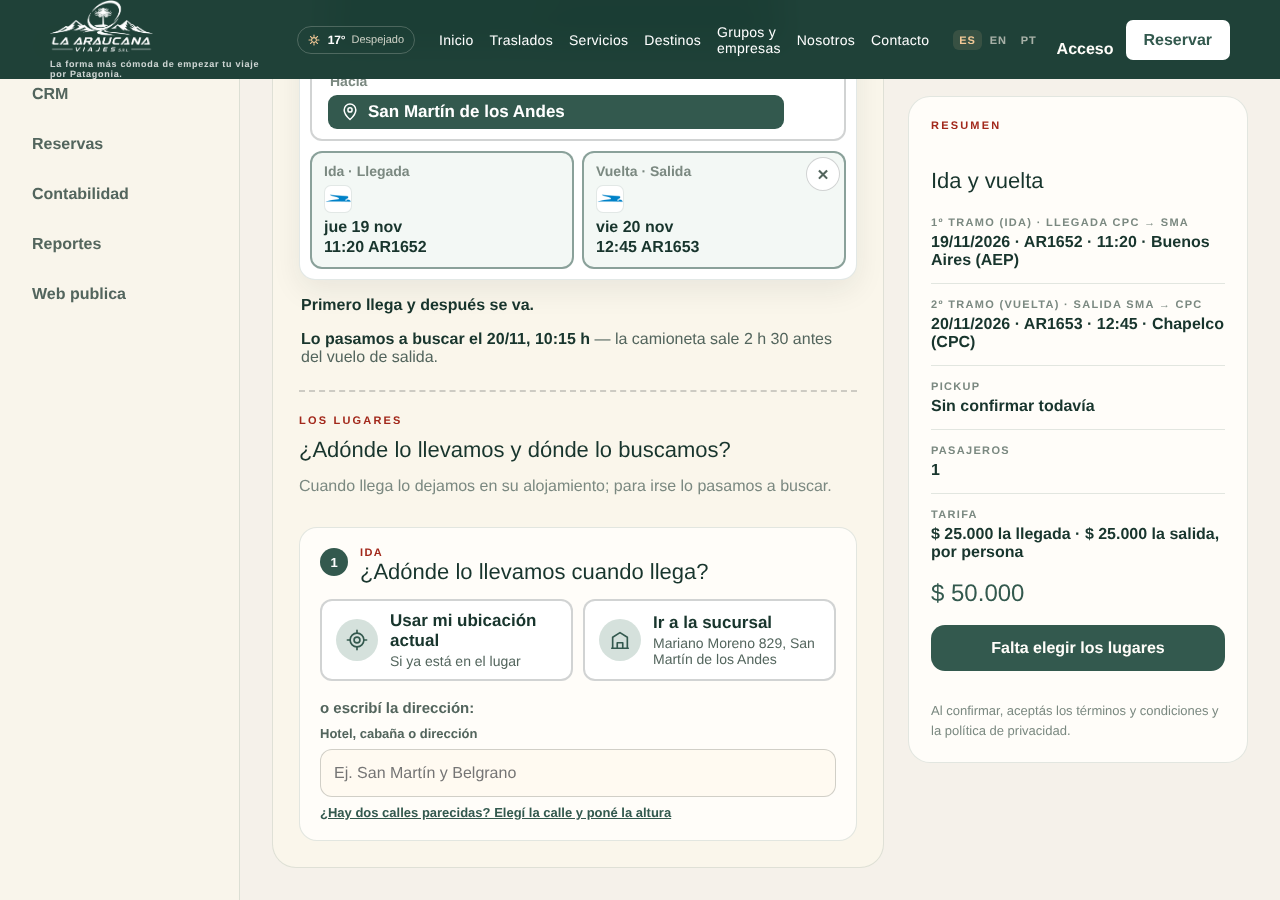 LA ARAUCANA
VIAJES SRL
La forma más cómoda de empezar tu viaje
por Patagonia.
17° Despejado
Inicio
Traslados
Servicios
Destinos
Grupos y
empresas
Nosotros
Contacto
ES EN PT
Acceso
Reservar
CRM
Reservas
Contabilidad
Reportes
Web publica
Hacia
San Martín de los Andes
Ida · Llegada
jue 19 nov
11:20 AR1652
Vuelta · Salida
vie 20 nov
12:45 AR1653
Primero llega y después se va.
Lo pasamos a buscar el 20/11, 10:15 h — la camioneta sale 2 h 30 antes
del vuelo de salida.
LOS LUGARES
¿Adónde lo llevamos y dónde lo buscamos?
Cuando llega lo dejamos en su alojamiento; para irse lo pasamos a buscar.
1
IDA
¿Adónde lo llevamos cuando llega?
Usar mi ubicación
actual
Si ya está en el lugar
Ir a la sucursal
Mariano Moreno 829, San
Martín de los Andes
o escribí la dirección:
Hotel, cabaña o dirección
Ej. San Martín y Belgrano
¿Hay dos calles parecidas? Elegí la calle y poné la altura
RESUMEN
Ida y vuelta
1º TRAMO (IDA) · LLEGADA CPC → SMA
19/11/2026 · AR1652 · 11:20 · Buenos
Aires (AEP)
2º TRAMO (VUELTA) · SALIDA SMA → CPC
20/11/2026 · AR1653 · 12:45 · Chapelco
(CPC)
PICKUP
Sin confirmar todavía
PASAJEROS
1
TARIFA
$ 25.000 la llegada · $ 25.000 la salida,
por persona
$ 50.000
Falta elegir los lugares
Al confirmar, aceptás los términos y condiciones y
la política de privacidad.